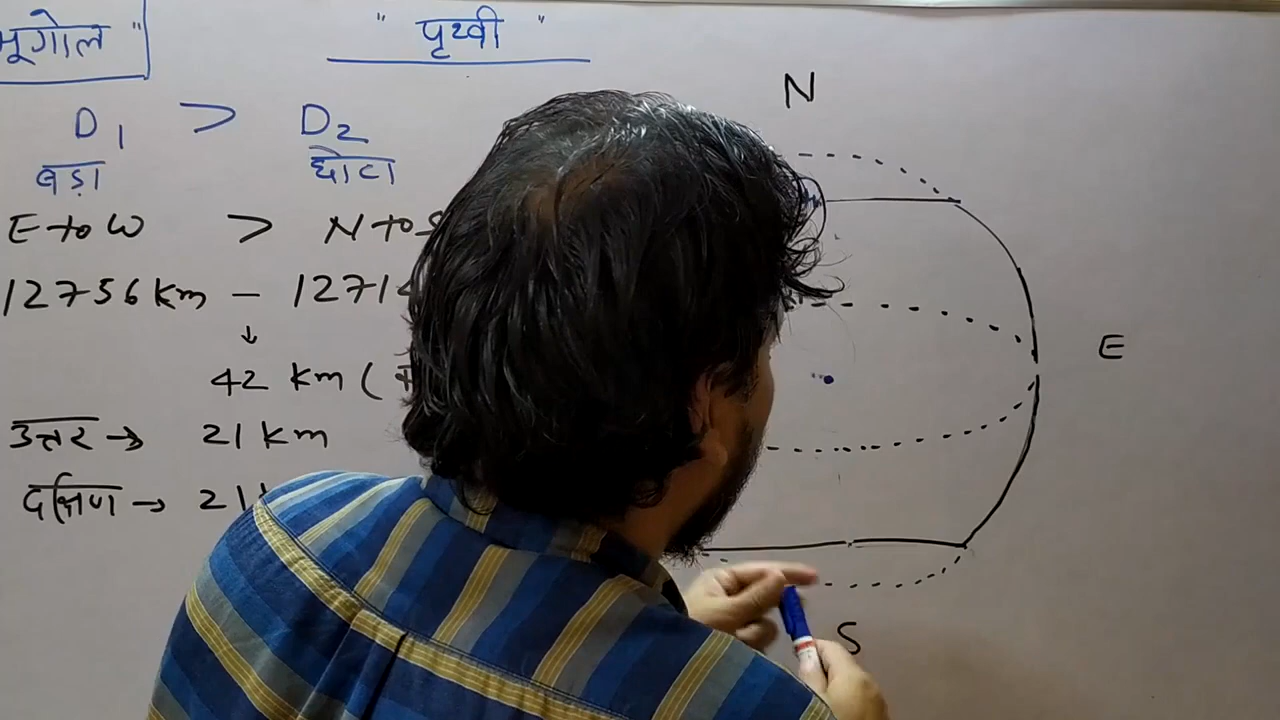 भूगोल "
" पृथ्वी "
D1 > D2
बड़ा छोटा
E to W > N to S
12756 km - 1271
↓
42 km (
उत्तर → 21 km
दक्षिण → 21
N
E
S